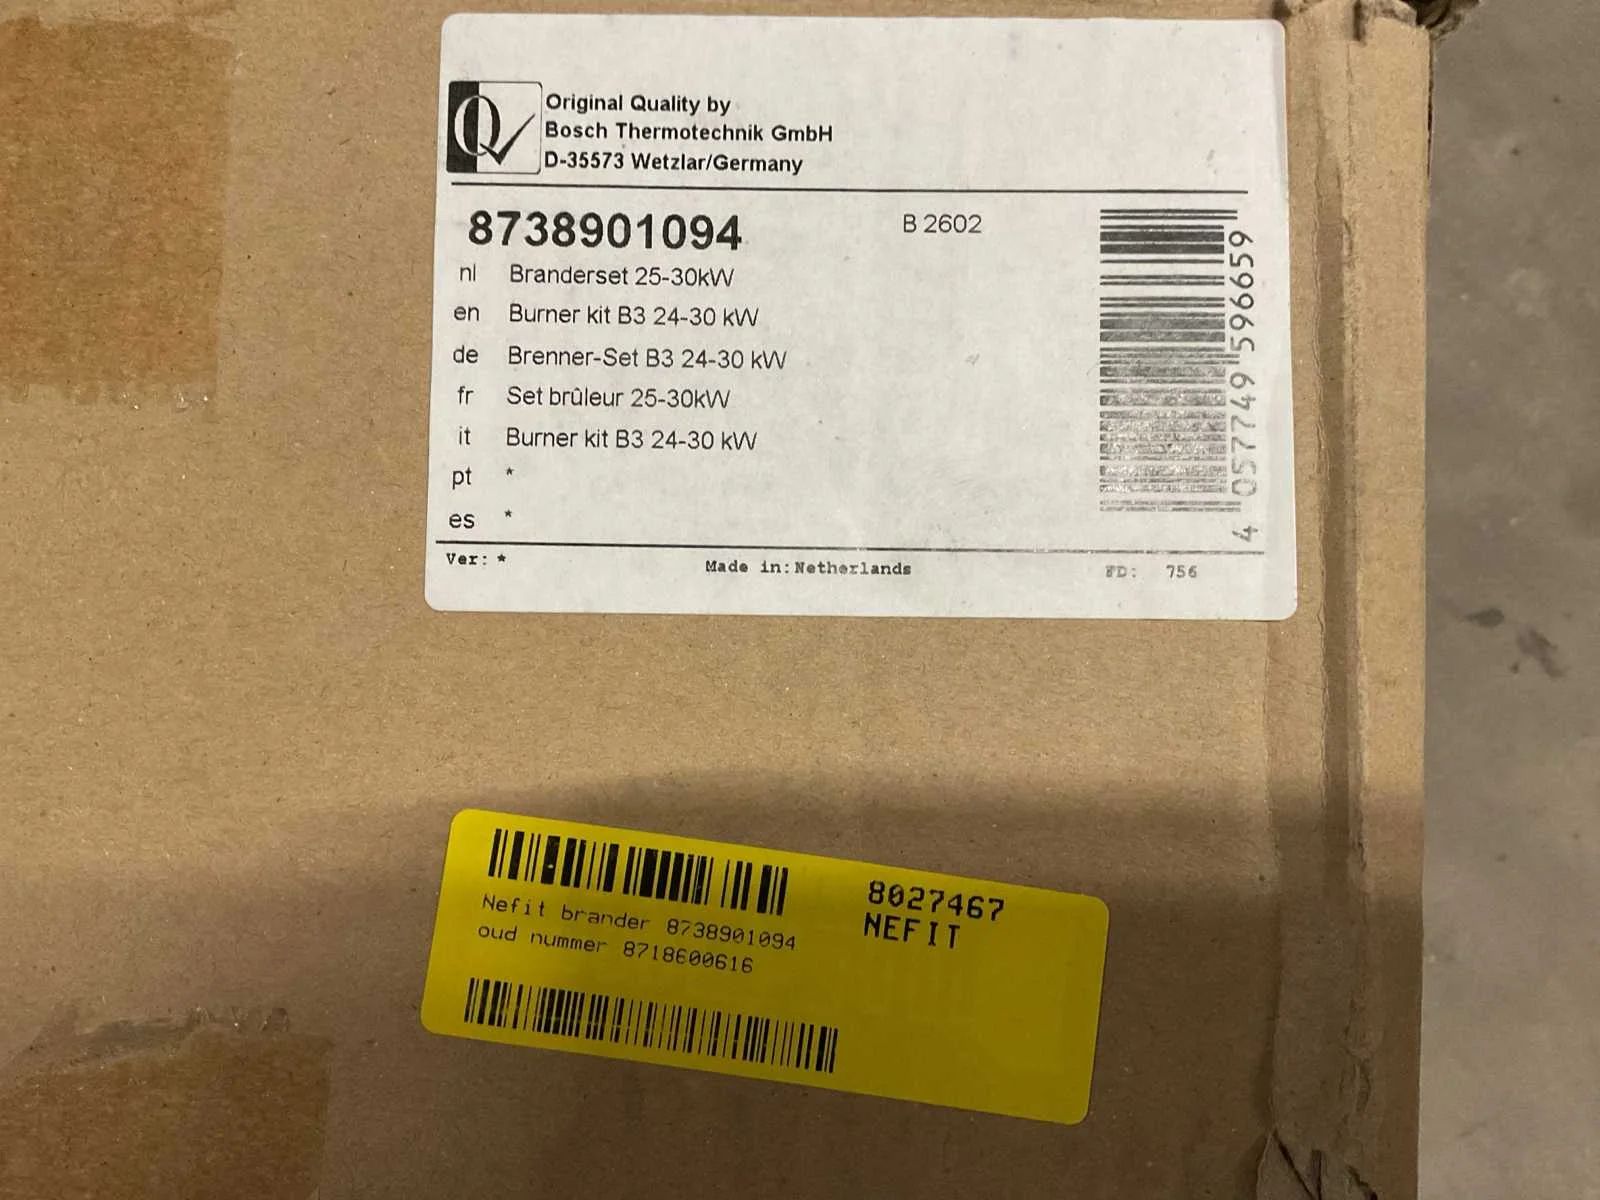 Original Quality by
Bosch Thermotechnik GmbH
D-35573 Wetzlar/Germany
8738901094
B 2602
nl Branderset 25-30kW
en Burner kit B3 24-30 kW
de Brenner-Set B3 24-30 kW
fr Set brûleur 25-30kW
it Burner kit B3 24-30 kW
pt *
es *
4 057749 596659
Ver: *
Made in:Netherlands
FD: 756
Nefit brander 8738901094
oud nummer 8718600616
8027467
NEFIT